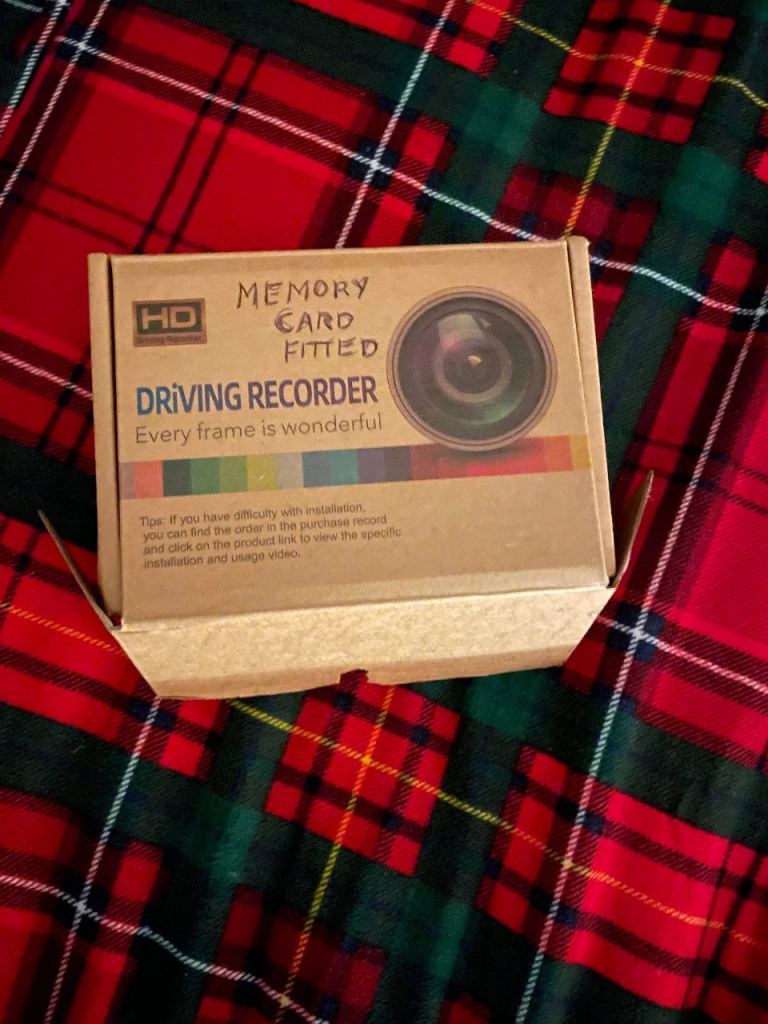 MEMORY
CARD
FITTED
HD
Driving Recorder
DRiVING RECORDER
Every frame is wonderful
Tips: If you have difficulty with installation,
you can find the order in the purchase record
and click on the product link to view the specific
installation and usage video.